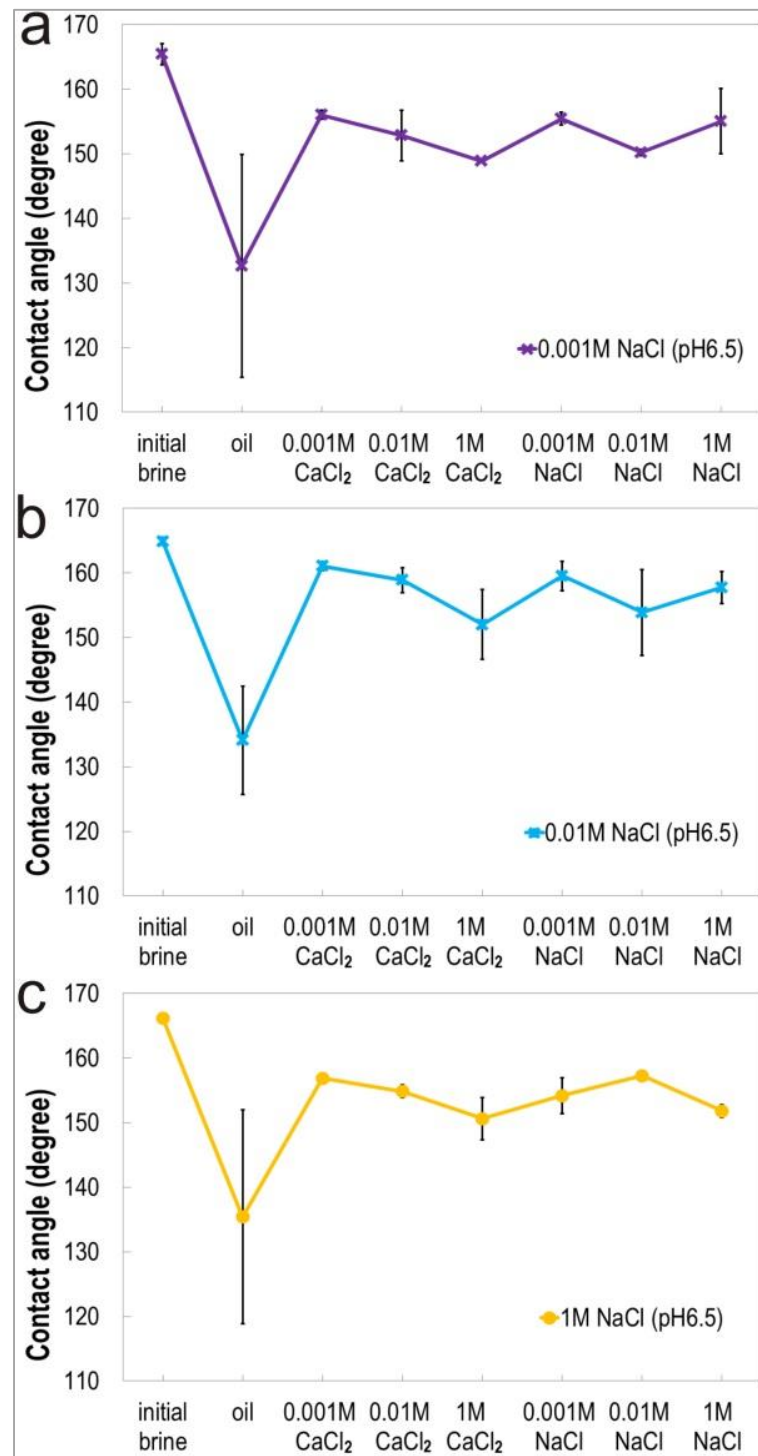 a
Contact angle (degree)
170
160
150
140
130
120
110
0.001M NaCl (pH6.5)
initial brine
oil
0.001M CaCl₂
0.01M CaCl₂
1M CaCl₂
0.001M NaCl
0.01M NaCl
1M NaCl
b
Contact angle (degree)
170
160
150
140
130
120
110
0.01M NaCl (pH6.5)
initial brine
oil
0.001M CaCl₂
0.01M CaCl₂
1M CaCl₂
0.001M NaCl
0.01M NaCl
1M NaCl
c
Contact angle (degree)
170
160
150
140
130
120
110
1M NaCl (pH6.5)
initial brine
oil
0.001M CaCl₂
0.01M CaCl₂
1M CaCl₂
0.001M NaCl
0.01M NaCl
1M NaCl